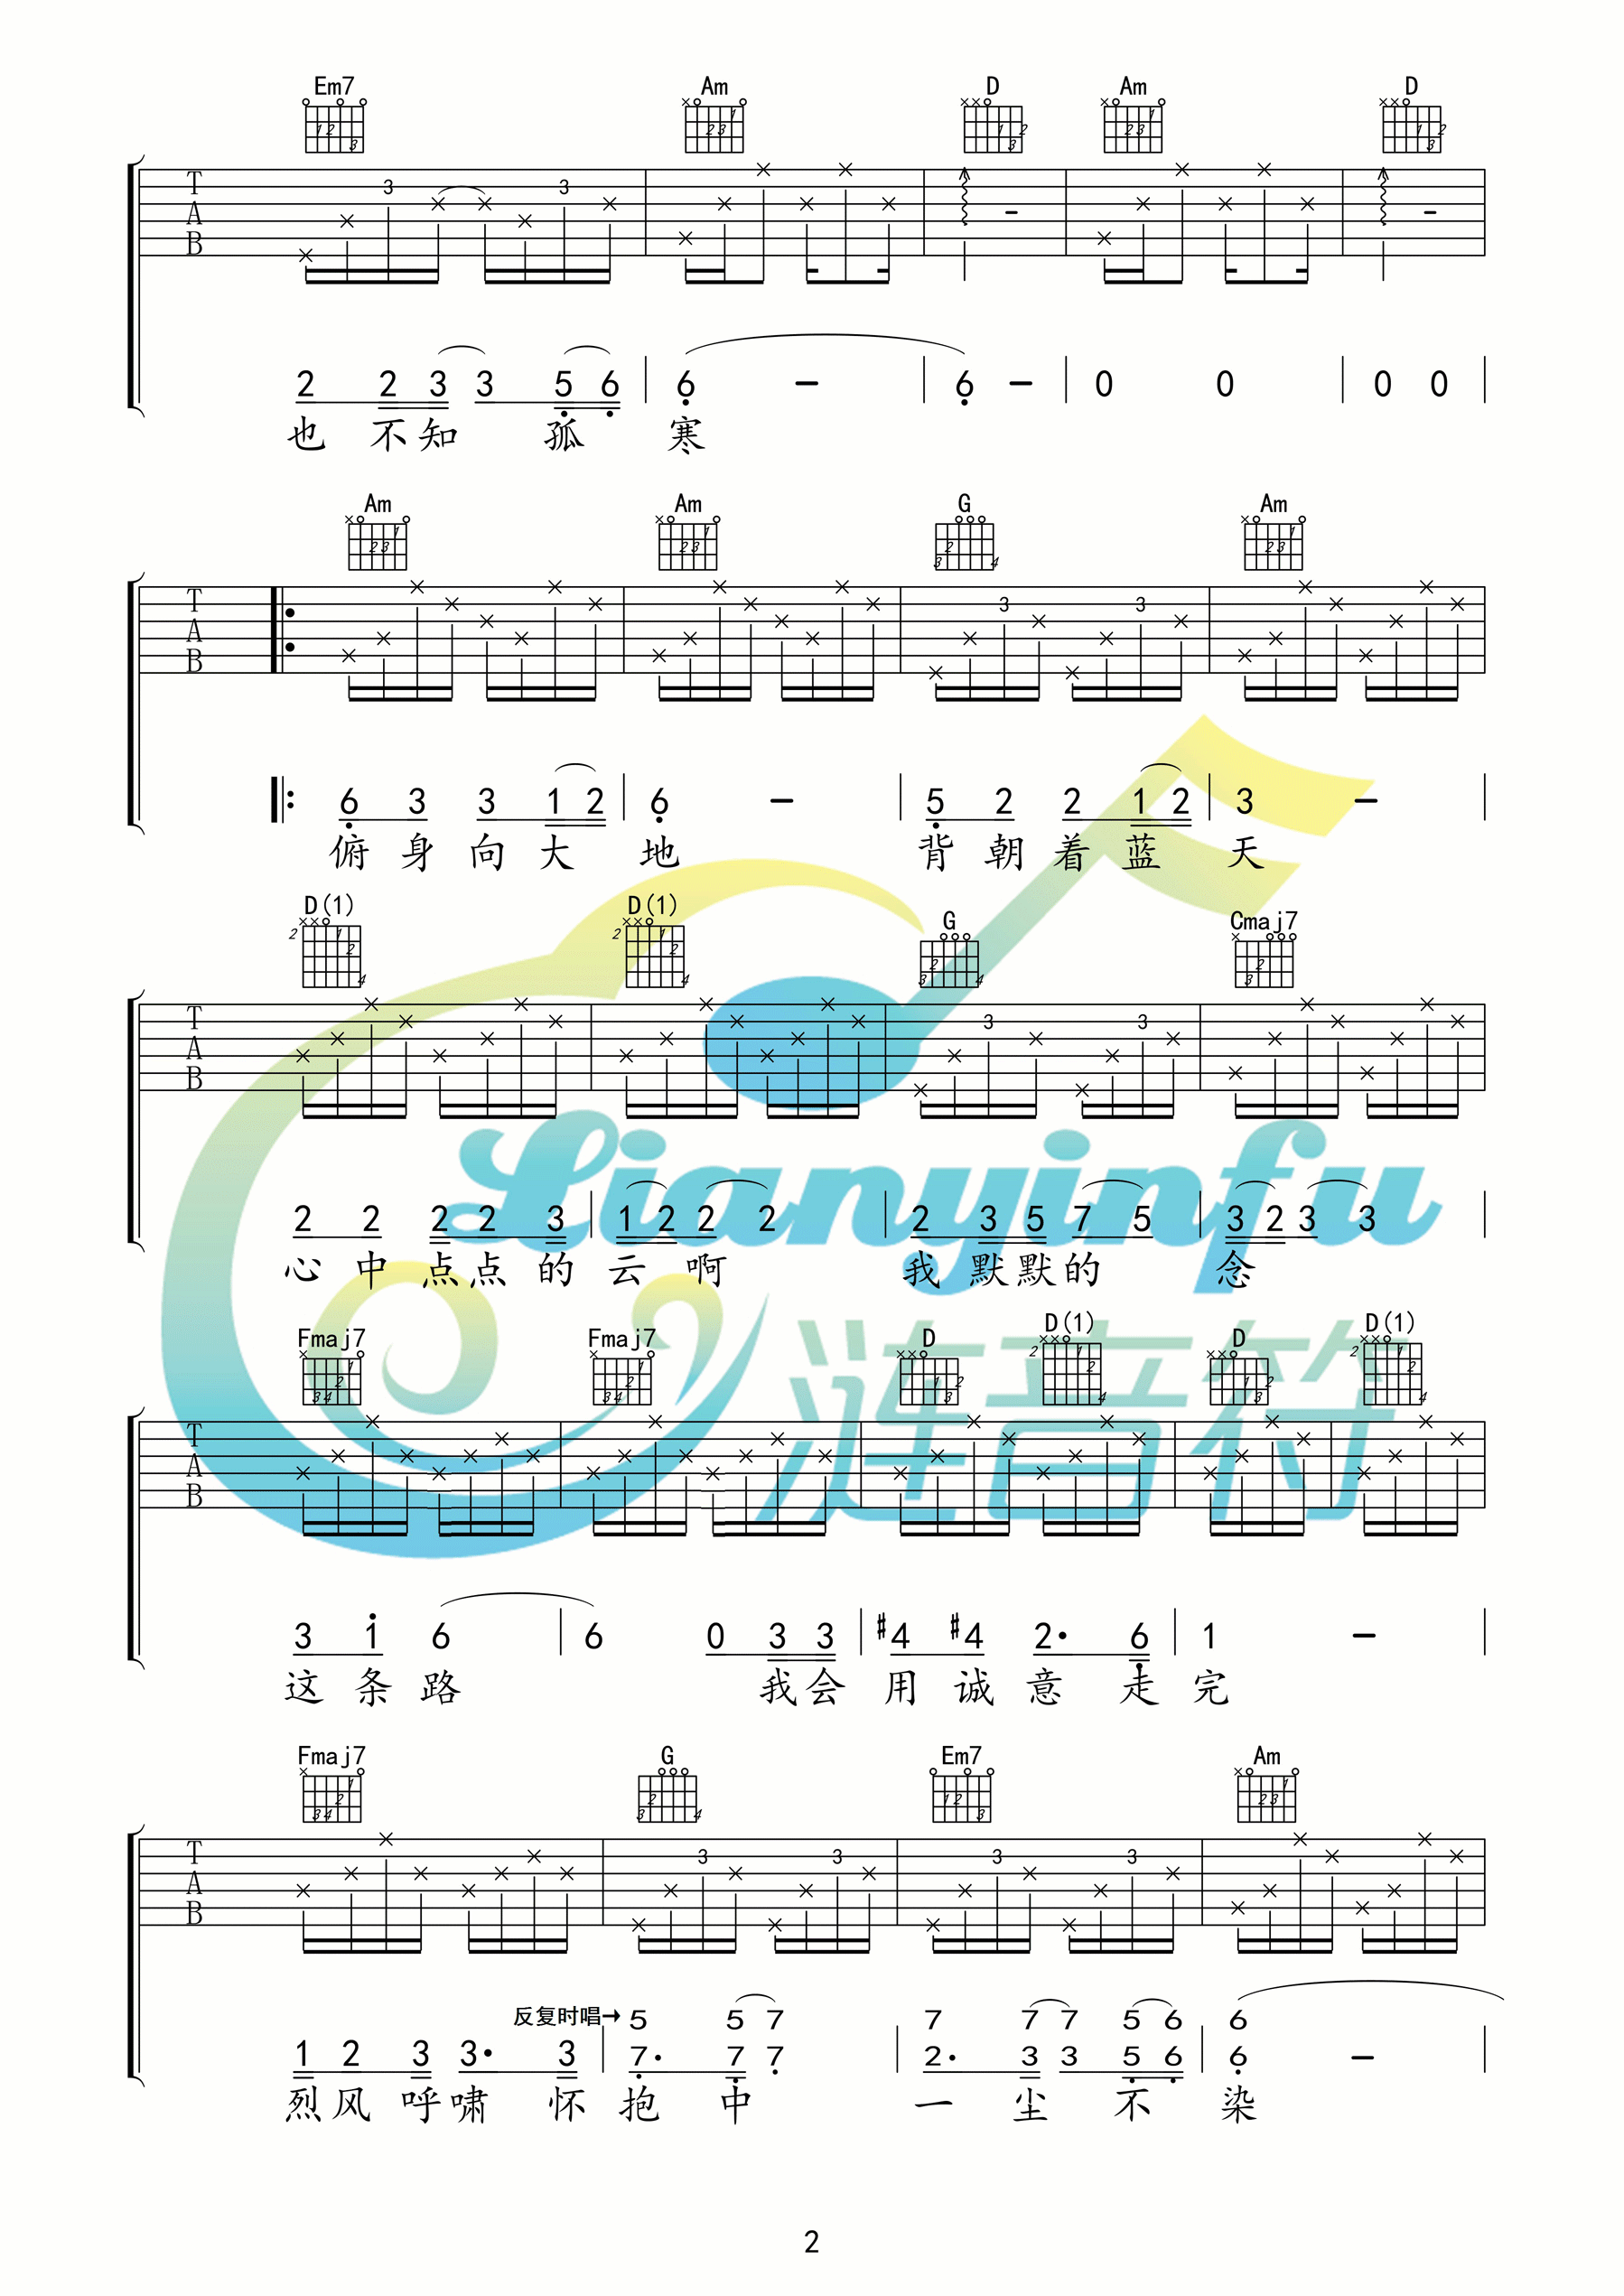 Em7 Am D Am D
T A B 3 3
2 2 3 3 5 6 6 - 6 - 0 0 0 0
也 不 知 孤 寒
Am Am G Am
T A B 3 3
6 3 3 1 2 6 - 5 2 2 1 2 3 -
俯 身 向 大 地 背 朝 着 蓝 天
D(1) D(1) G Cmaj7
2 2
T A B 3 3
Lianyinfu
2 2 2 2 3 1 2 2 2 2 3 5 7 5 3 2 3 3
心 中 点 点 的 云 啊 我 默 默 的 念
Fmaj7 Fmaj7 D D(1) D D(1)
2 2
涟音符
T A B
3 1 6 6 0 3 3 #4 #4 2· 6 1 -
这 条 路 我 会 用 诚 意 走 完
Fmaj7 G Em7 Am
T A B 3 3 3 3
反复时唱→ 5 5 7 7 7 7 5 6 6
1 2 3 3· 3 7· 7 7 2· 3 3 5 6 6 -
烈 风 呼 啸 怀 抱 中 一 尘 不 染
2